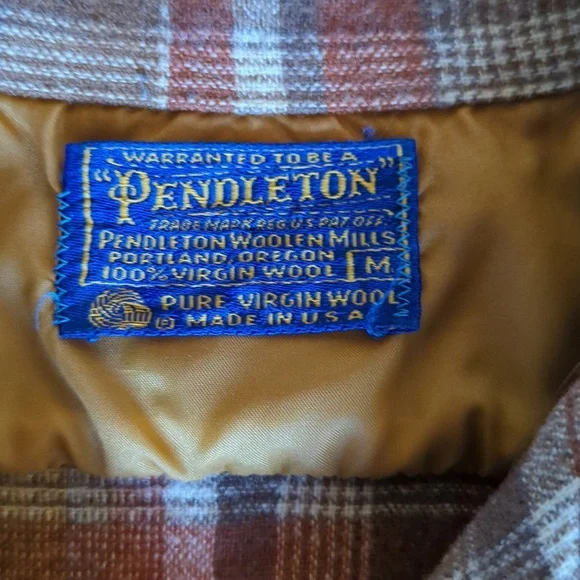 WARRANTED TO BE A
"PENDLETON"
TRADE MARK REG. U.S. PAT. OFF.
PENDLETON WOOLEN MILLS
PORTLAND, OREGON
100% VIRGIN WOOL M
PURE VIRGIN WOOL
© MADE IN U S A